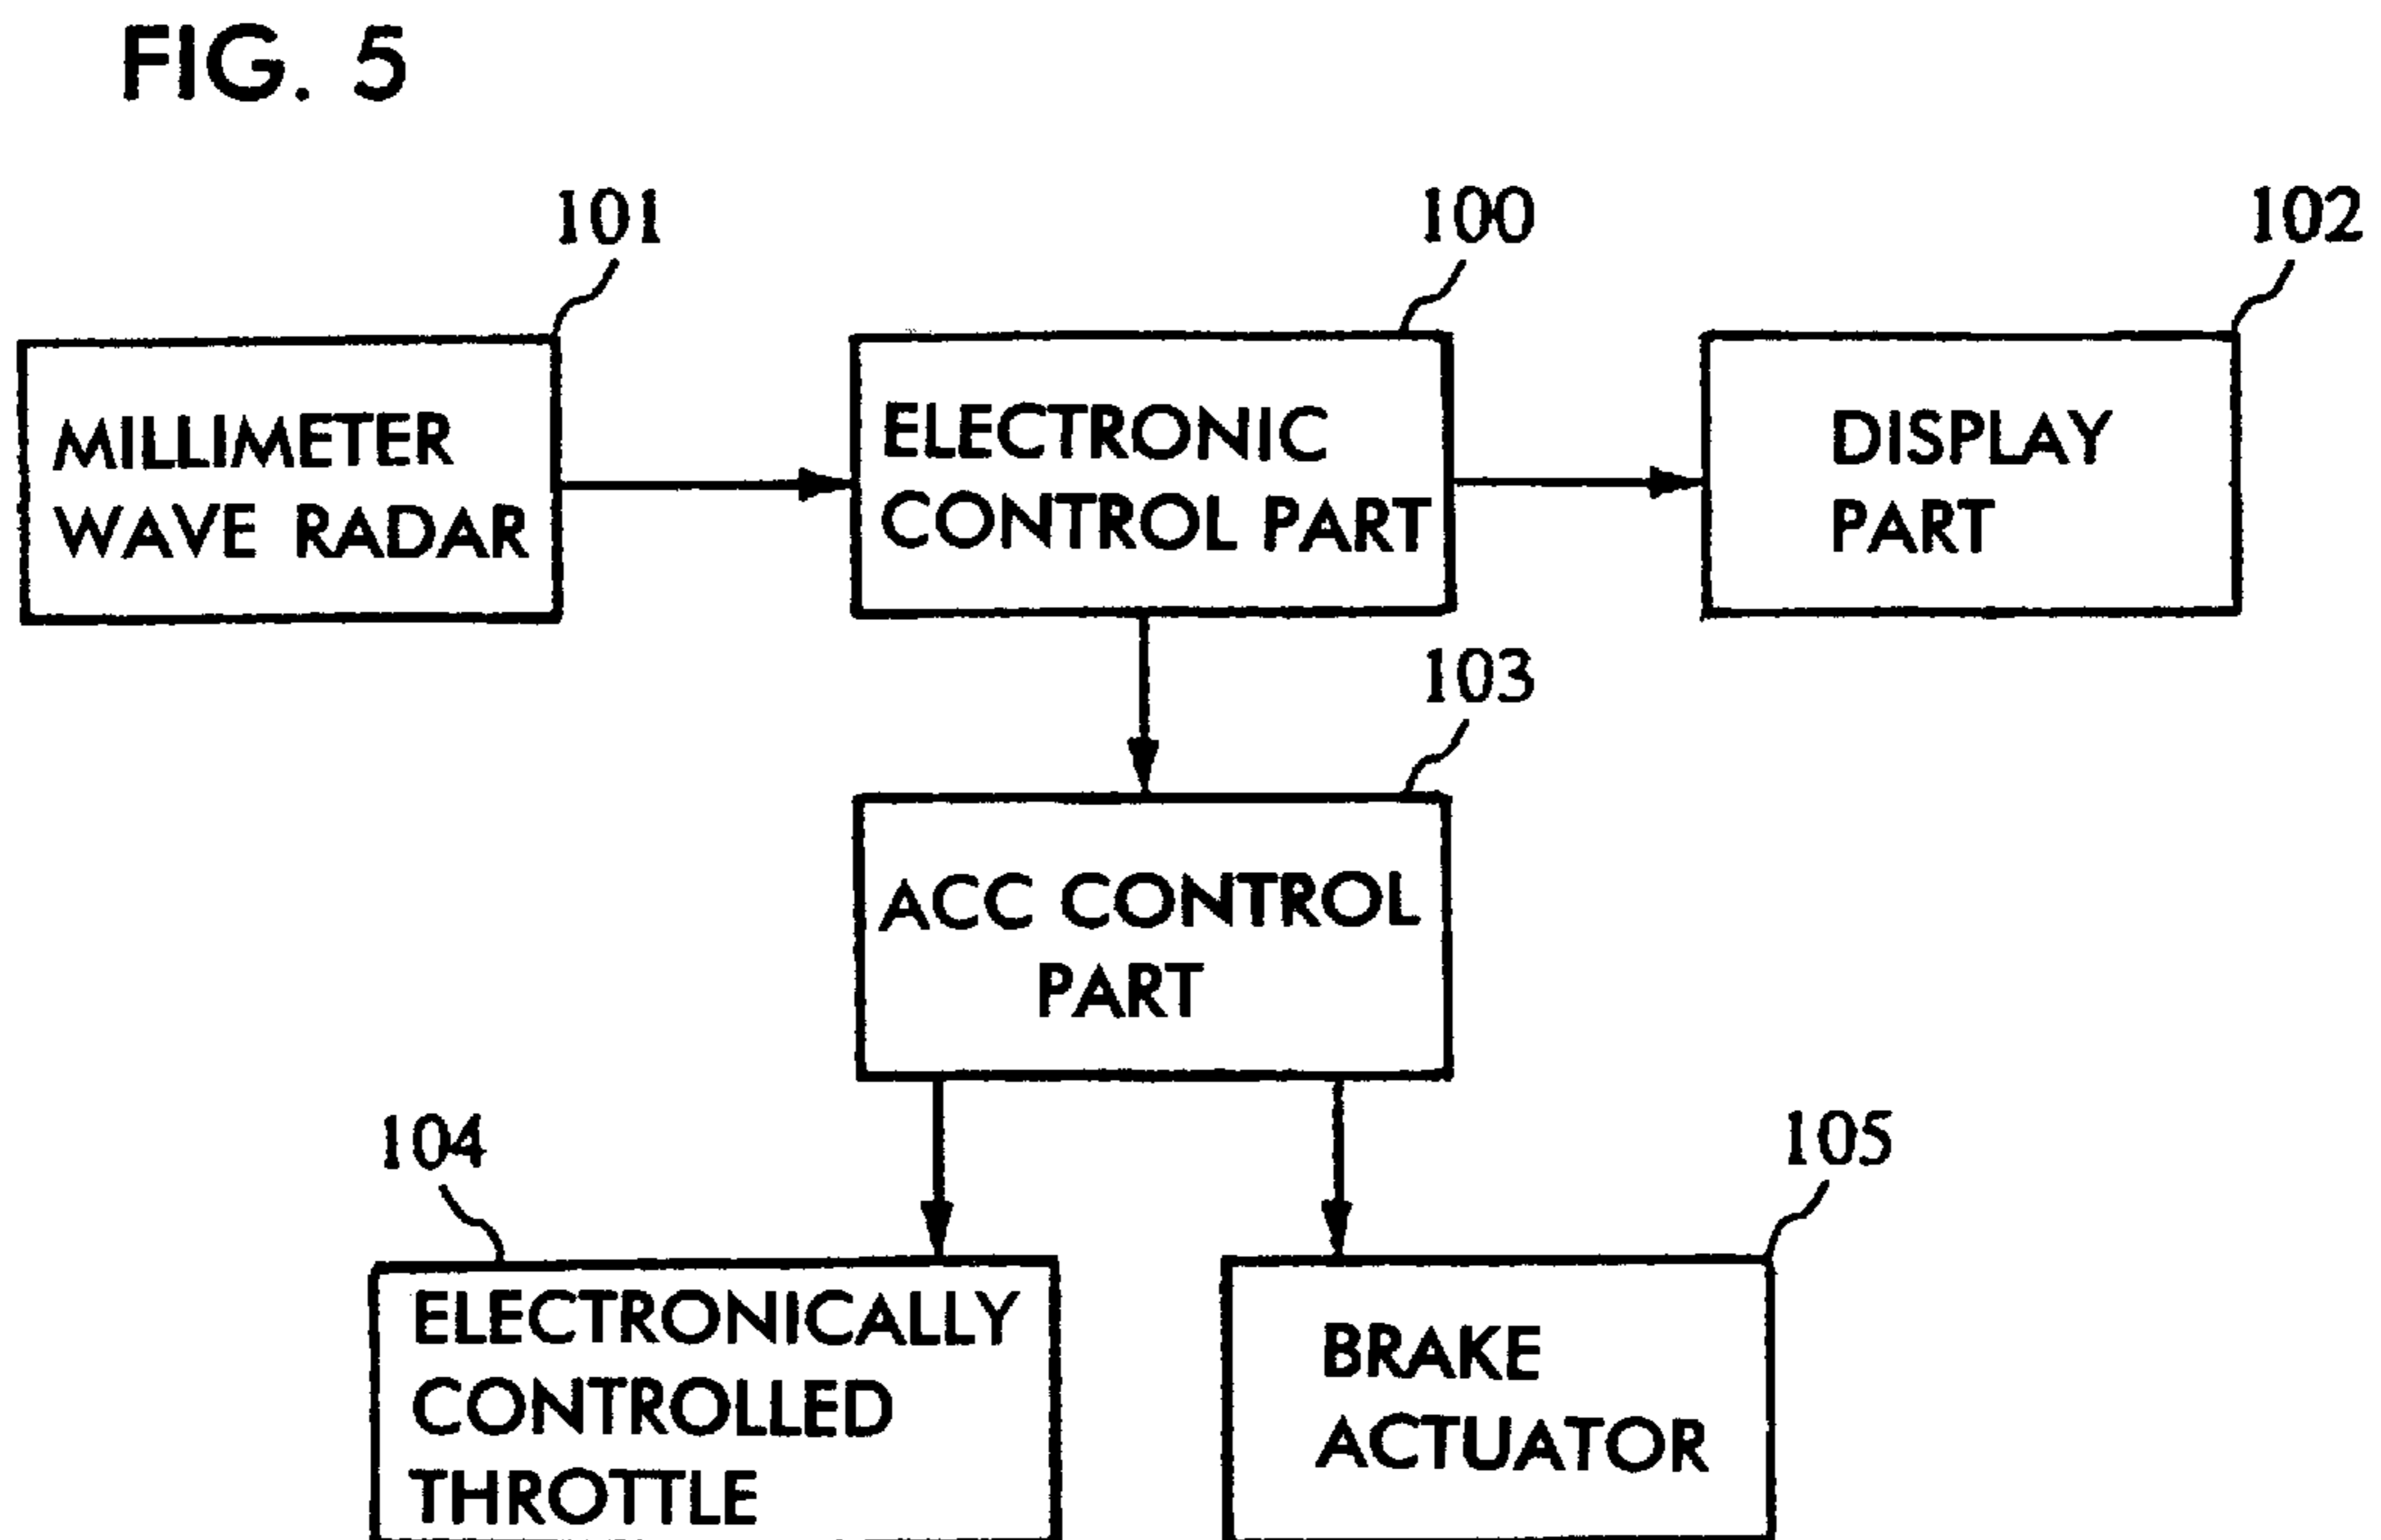 FIG. 5
101
100
102
MILLIMETER
WAVE RADAR
ELECTRONIC
CONTROL PART
DISPLAY
PART
103
ACC CONTROL
PART
104
105
ELECTRONICALLY
CONTROLLED
THROTTLE
BRAKE
ACTUATOR